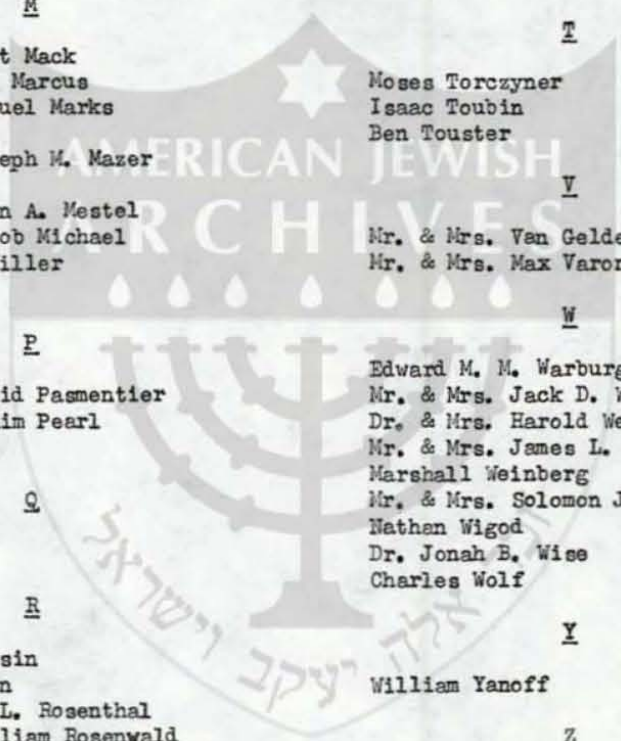 M
t Mack
Marcus
uel Marks
eph M. Mazer
n A. Mestel
ob Michael
iller
P
id Pasmentier
im Pearl
Q
R
sin
n
L. Rosenthal
liam Rosenwald
T
Moses Torczyner
Isaac Toubin
Ben Touster
V
Mr. & Mrs. Van Gelde
Mr. & Mrs. Max Varon
W
Edward M. M. Warburg
Mr. & Mrs. Jack D. W
Dr. & Mrs. Harold We
Mr. & Mrs. James L.
Marshall Weinberg
Mr. & Mrs. Solomon J
Nathan Wigod
Dr. Jonah B. Wise
Charles Wolf
Y
William Yanoff
Z
AMERICAN JEWISH
ARCHIVES
אלה יעקב וישראל